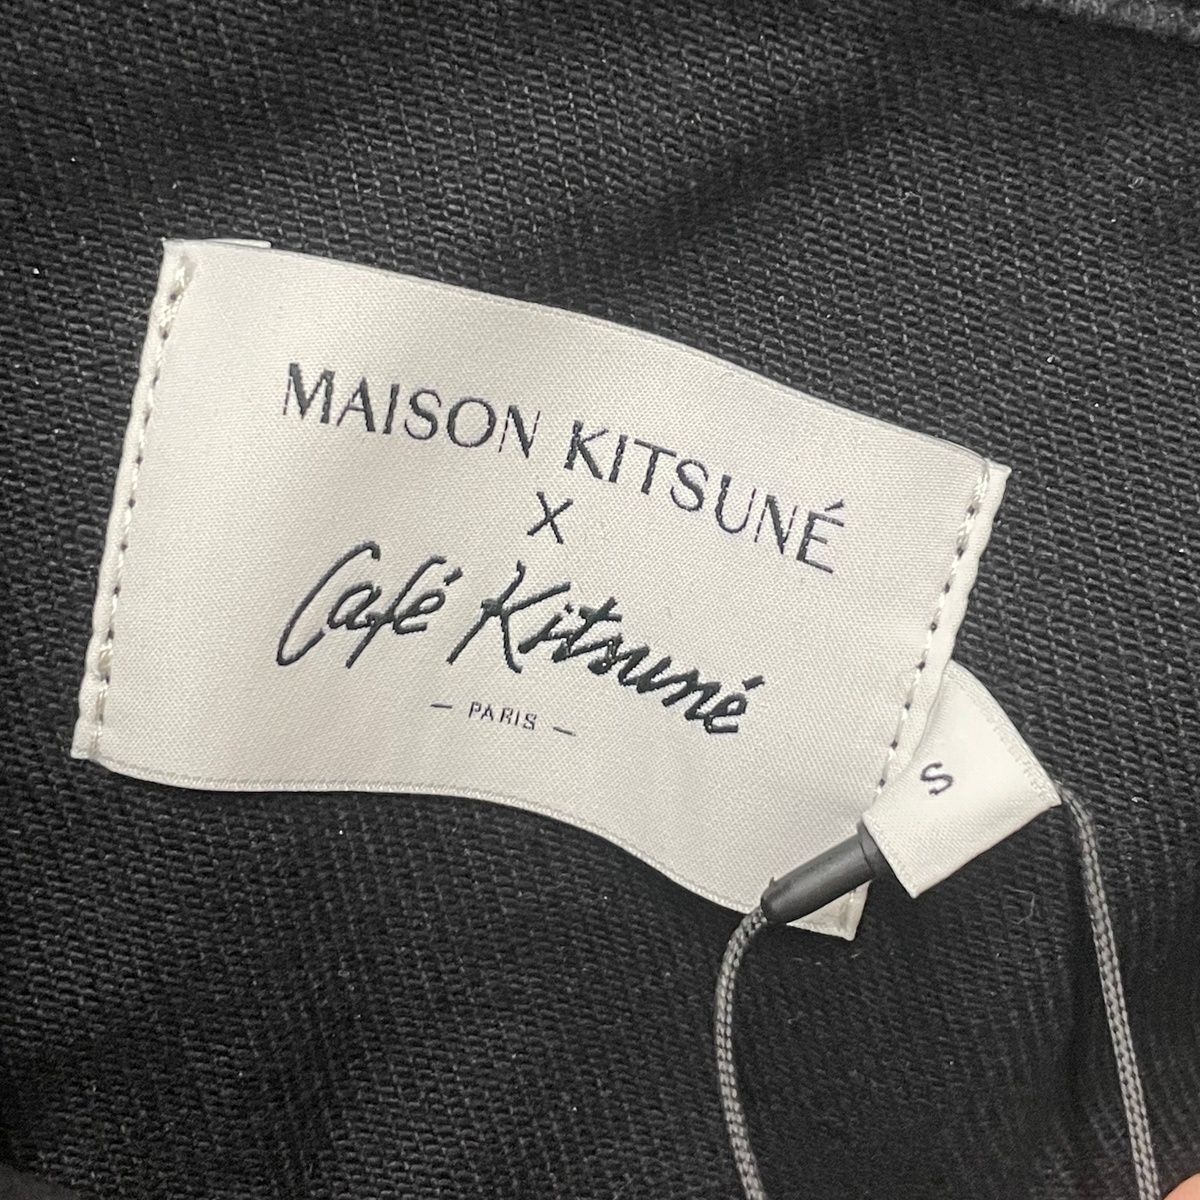 MAISON KITSUNÉ
X
Café Kitsuné
— PARIS —
S